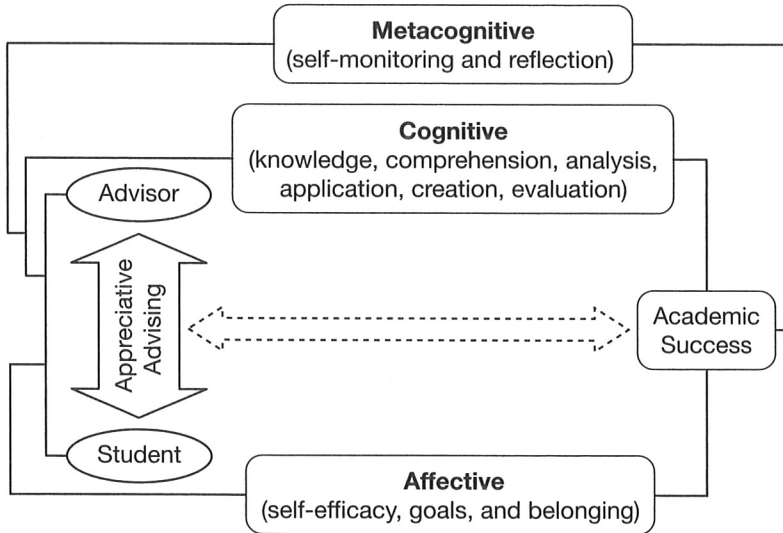 Metacognitive
(self-monitoring and reflection)
Cognitive
(knowledge, comprehension, analysis,
application, creation, evaluation)
Advisor
Appreciative
Advising
Academic
Success
Student
Affective
(self-efficacy, goals, and belonging)